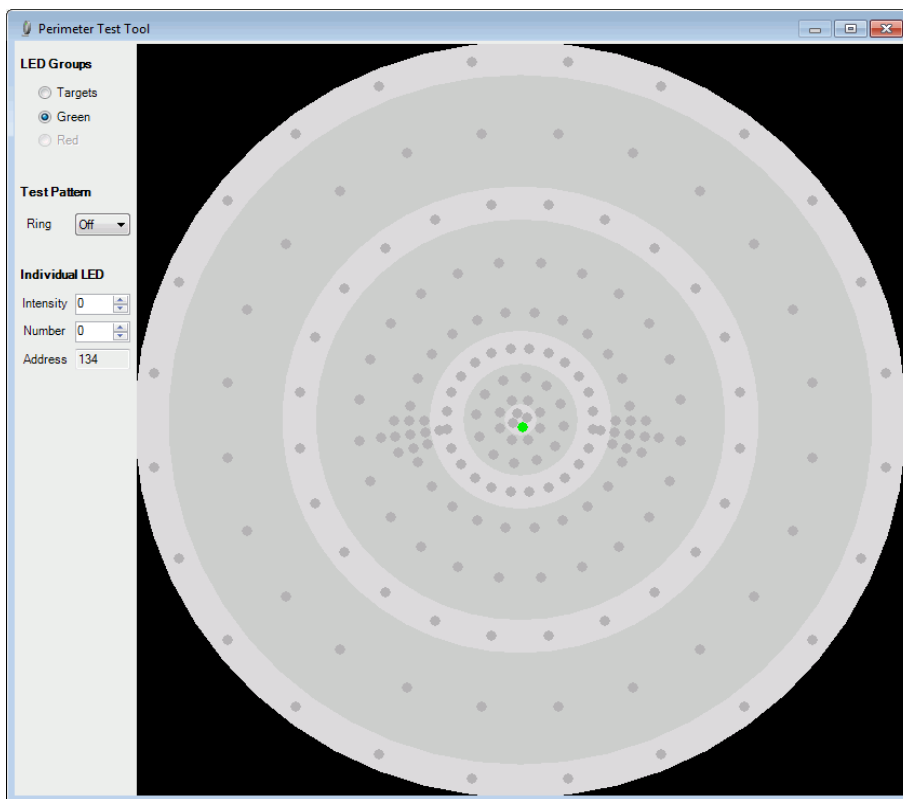 Perimeter Test Tool
LED Groups
Targets
Green
Red
Test Pattern
Ring Off
Individual LED
Intensity 0
Number 0
Address 134